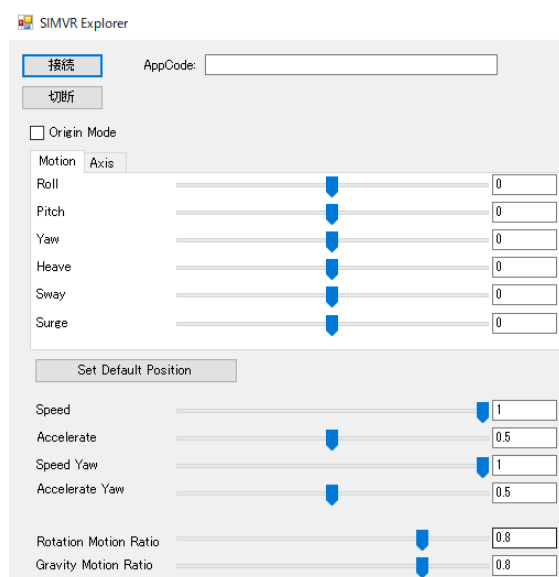 SIMVR Explorer
接続 AppCode:
切断
Origin Mode
Motion Axis
Roll 0
Pitch 0
Yaw 0
Heave 0
Sway 0
Surge 0
Set Default Position
Speed 1
Accelerate 0.5
Speed Yaw 1
Accelerate Yaw 0.5
Rotation Motion Ratio 0.8
Gravity Motion Ratio 0.8